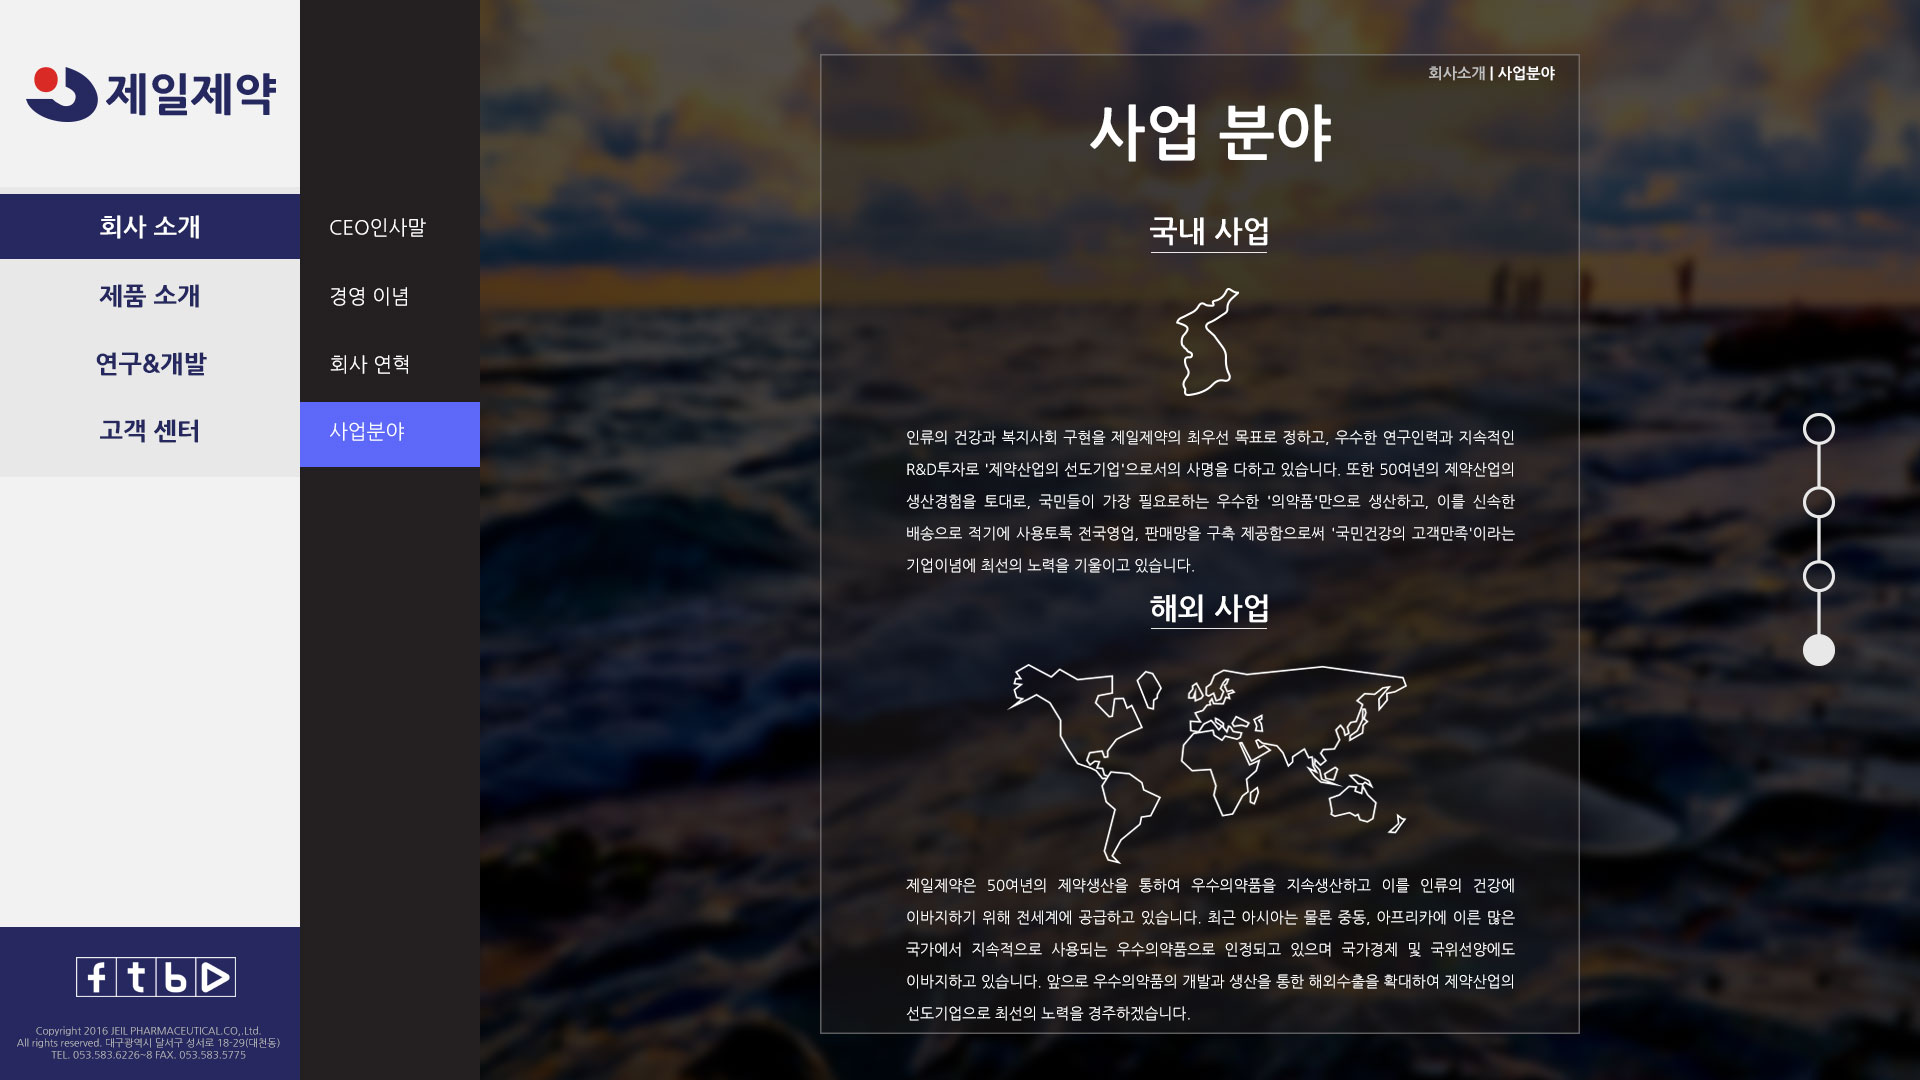 제일제약
회사 소개
제품 소개
연구&개발
고객 센터
CEO인사말
경영 이념
회사 연혁
사업분야
회사소개 | 사업분야
사업 분야
국내 사업
인류의 건강과 복지사회 구현을 제일제약의 최우선 목표로 정하고, 우수한 연구인력과 지속적인
R&D투자로 '제약산업의 선도기업'으로서의 사명을 다하고 있습니다. 또한 50여년의 제약산업의
생산경험을 토대로, 국민들이 가장 필요로하는 우수한 '의약품'만으로 생산하고, 이를 신속한
배송으로 적기에 사용토록 전국영업, 판매망을 구축 제공함으로써 '국민건강의 고객만족'이라는
기업이념에 최선의 노력을 기울이고 있습니다.
해외 사업
제일제약은 50여년의 제약생산을 통하여 우수의약품을 지속생산하고 이를 인류의 건강에
이바지하기 위해 전세계에 공급하고 있습니다. 최근 아시아는 물론 중동, 아프리카에 이른 많은
국가에서 지속적으로 사용되는 우수의약품으로 인정되고 있으며 국가경제 및 국위선양에도
이바지하고 있습니다. 앞으로 우수의약품의 개발과 생산을 통한 해외수출을 확대하여 제약산업의
선도기업으로 최선의 노력을 경주하겠습니다.
f t b
Copyright 2016 JEIL PHARMACEUTICAL.CO,.Ltd.
All rights reserved. 대구광역시 달서구 성서로 18-29(대천동)
TEL. 053.583.6226~8 FAX. 053.583.5775